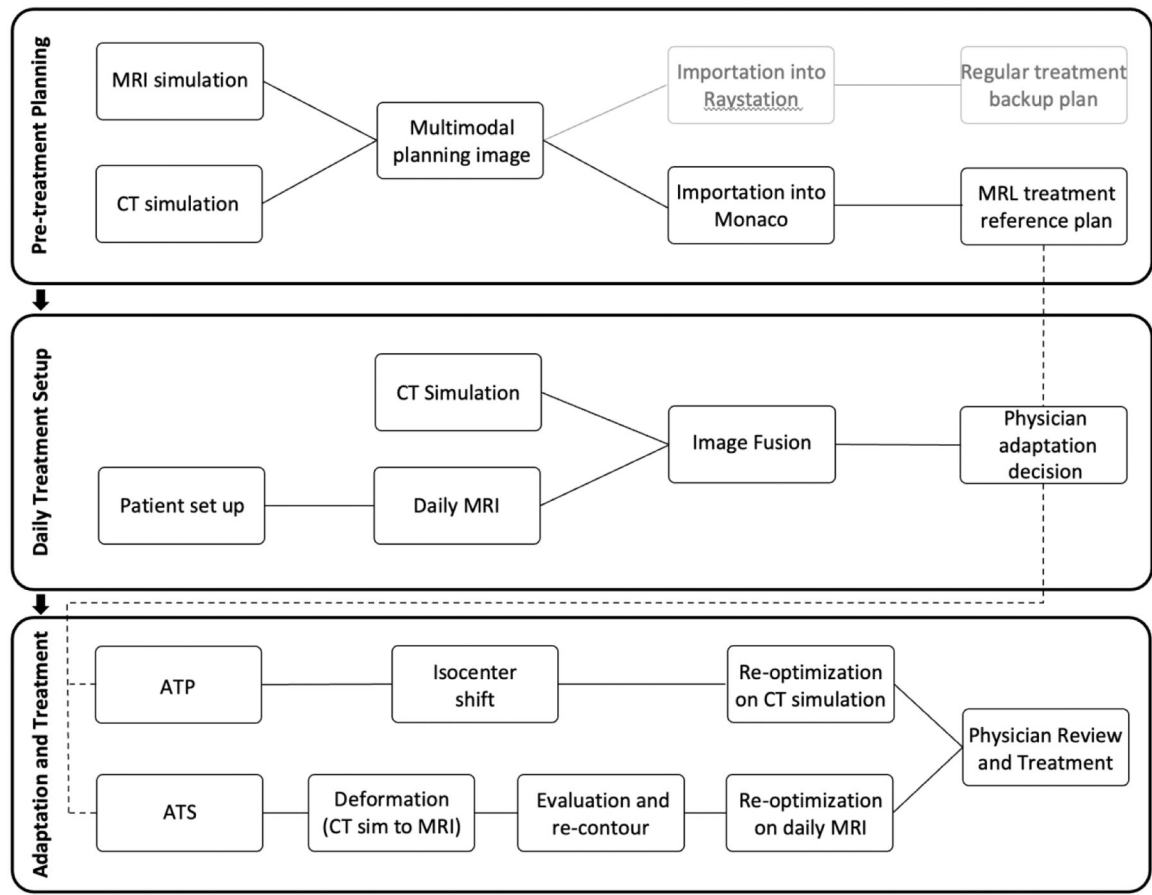 Pre-treatment Planning
MRI simulation
CT simulation
Multimodal
planning image
Importation into
Raystation
Regular treatment
backup plan
Importation into
Monaco
MRL treatment
reference plan
Daily Treatment Setup
CT Simulation
Patient set up
Daily MRI
Image Fusion
Physician
adaptation
decision
Adaptation and Treatment
ATP
Isocenter
shift
Re-optimization
on CT simulation
ATS
Deformation
(CT sim to MRI)
Evaluation and
re-contour
Re-optimization
on daily MRI
Physician Review
and Treatment